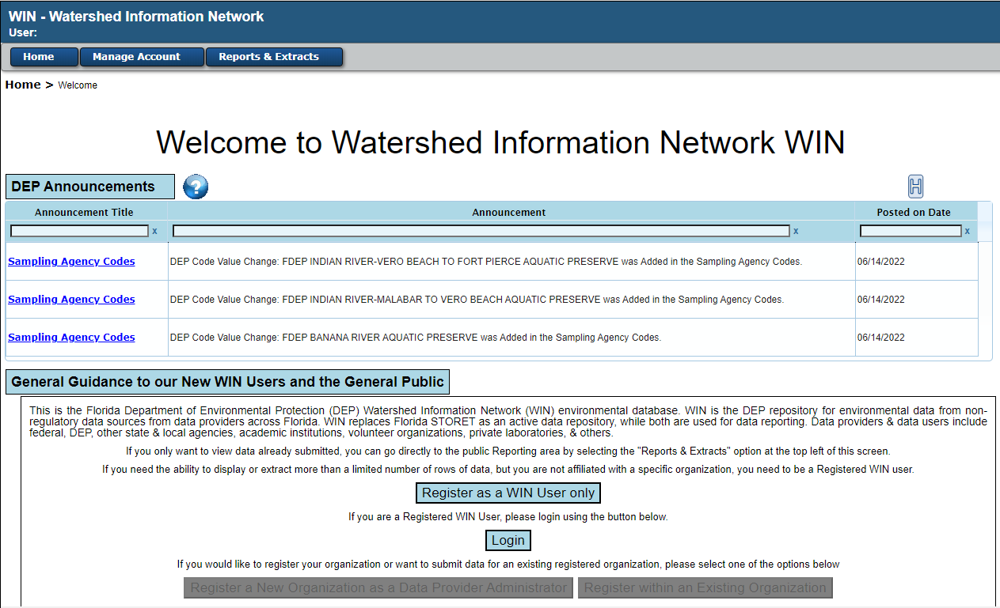 WIN - Watershed Information Network
User:
Home Manage Account Reports & Extracts
Home > Welcome
Welcome to Watershed Information Network WIN
DEP Announcements ? H
Announcement Title Announcement Posted on Date
x x x
Sampling Agency Codes DEP Code Value Change: FDEP INDIAN RIVER-VERO BEACH TO FORT PIERCE AQUATIC PRESERVE was Added in the Sampling Agency Codes. 06/14/2022
Sampling Agency Codes DEP Code Value Change: FDEP INDIAN RIVER-MALABAR TO VERO BEACH AQUATIC PRESERVE was Added in the Sampling Agency Codes. 06/14/2022
Sampling Agency Codes DEP Code Value Change: FDEP BANANA RIVER AQUATIC PRESERVE was Added in the Sampling Agency Codes. 06/14/2022
General Guidance to our New WIN Users and the General Public
This is the Florida Department of Environmental Protection (DEP) Watershed Information Network (WIN) environmental database. WIN is the DEP repository for environmental data from non-
regulatory data sources from data providers across Florida. WIN replaces Florida STORET as an active data repository, while both are used for data reporting. Data providers & data users include
federal, DEP, other state & local agencies, academic institutions, volunteer organizations, private laboratories, & others.
If you only want to view data already submitted, you can go directly to the public Reporting area by selecting the "Reports & Extracts" option at the top left of this screen.
If you need the ability to display or extract more than a limited number of rows of data, but you are not affiliated with a specific organization, you need to be a Registered WIN user.
Register as a WIN User only
If you are a Registered WIN User, please login using the button below.
Login
If you would like to register your organization or want to submit data for an existing registered organization, please select one of the options below
Register a New Organization as a Data Provider Administrator Register within an Existing Organization